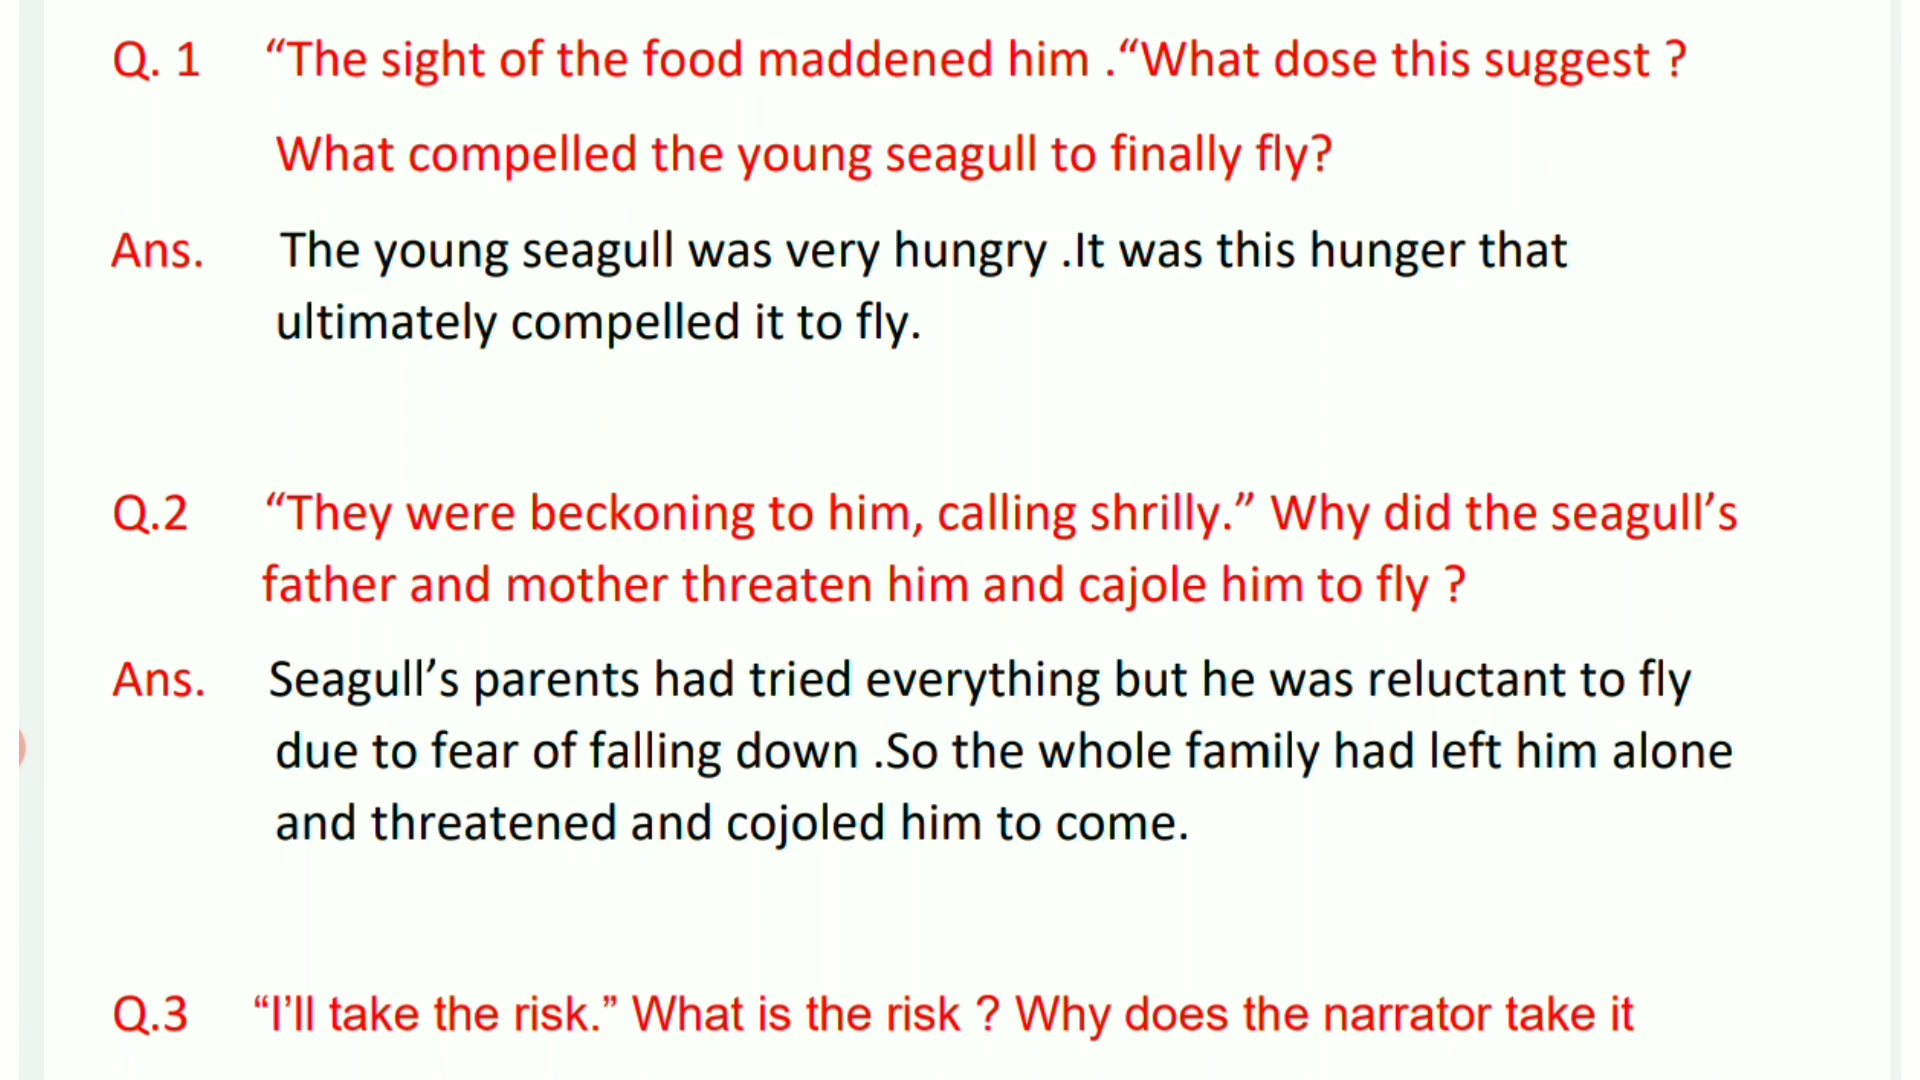 Q. 1 “The sight of the food maddened him .“What dose this suggest ?
What compelled the young seagull to finally fly?
Ans. The young seagull was very hungry .It was this hunger that
ultimately compelled it to fly.
Q.2 “They were beckoning to him, calling shrilly.” Why did the seagull’s
father and mother threaten him and cajole him to fly ?
Ans. Seagull’s parents had tried everything but he was reluctant to fly
due to fear of falling down .So the whole family had left him alone
and threatened and cojoled him to come.
Q.3 “I’ll take the risk.” What is the risk ? Why does the narrator take it